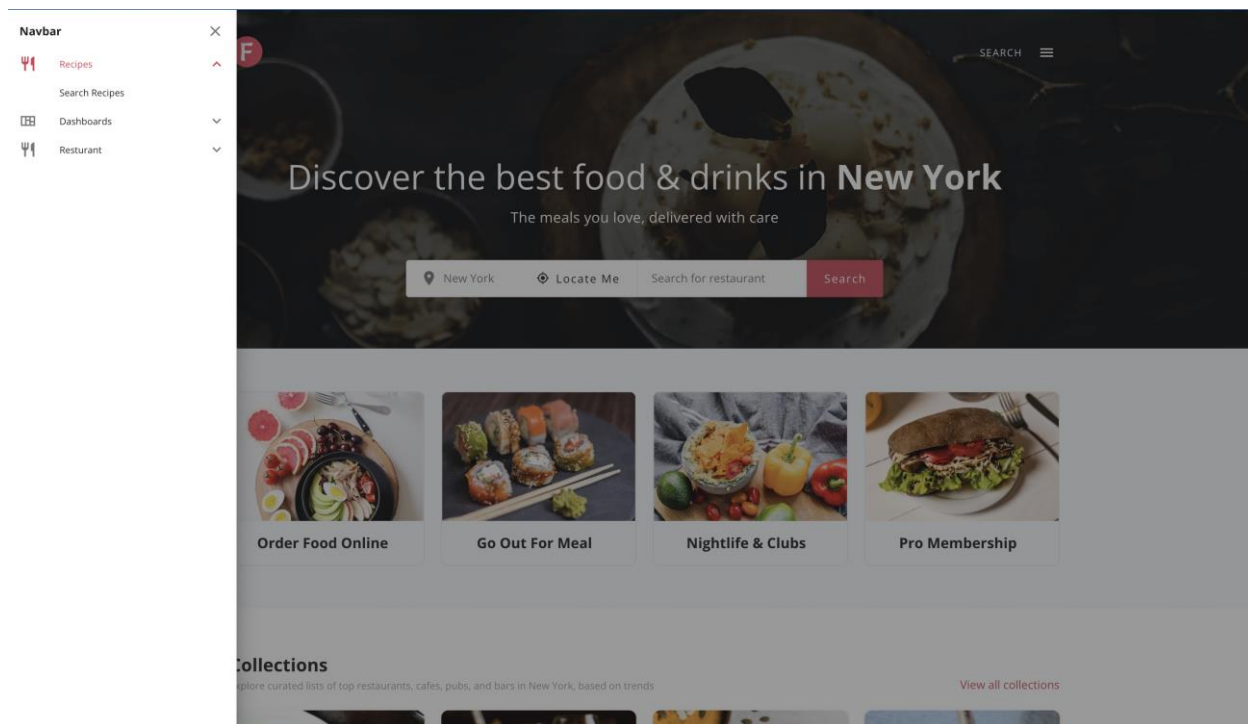 Navbar
Recipes
Search Recipes
Dashboards
Resturant
F
SEARCH
Discover the best food & drinks in New York
The meals you love, delivered with care
New York
Locate Me
Search for restaurant
Search
Order Food Online
Go Out For Meal
Nightlife & Clubs
Pro Membership
Collections
xplore curated lists of top restaurants, cafes, pubs, and bars in New York, based on trends
View all collections